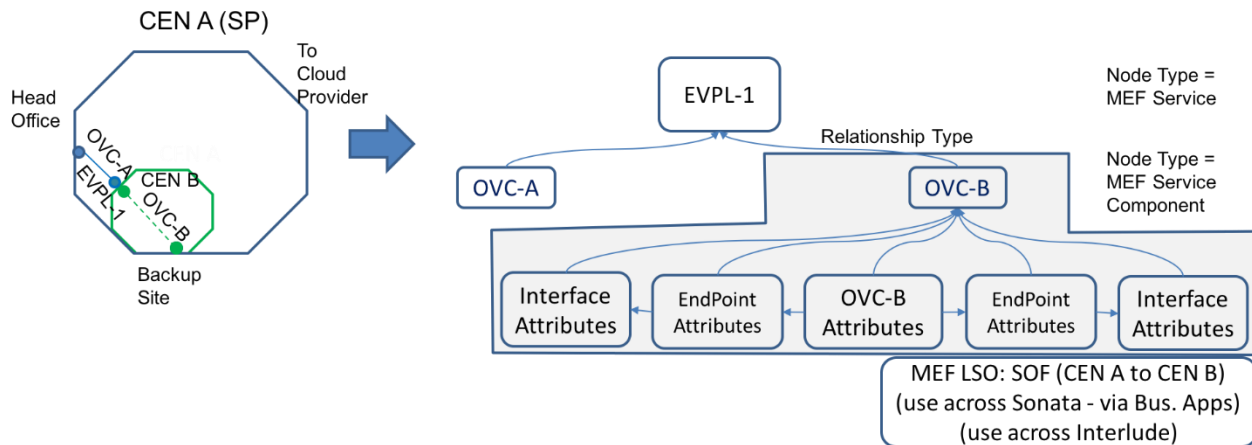 CEN A (SP)
To
Cloud
Provider
Head
Office
OVC-A
EVPL-1
CEN A
CEN B
OVC-B
Backup
Site
EVPL-1
Node Type =
MEF Service
Relationship Type
OVC-A
OVC-B
Node Type =
MEF Service
Component
Interface
Attributes
EndPoint
Attributes
OVC-B
Attributes
EndPoint
Attributes
Interface
Attributes
MEF LSO: SOF (CEN A to CEN B)
(use across Sonata - via Bus. Apps)
(use across Interlude)